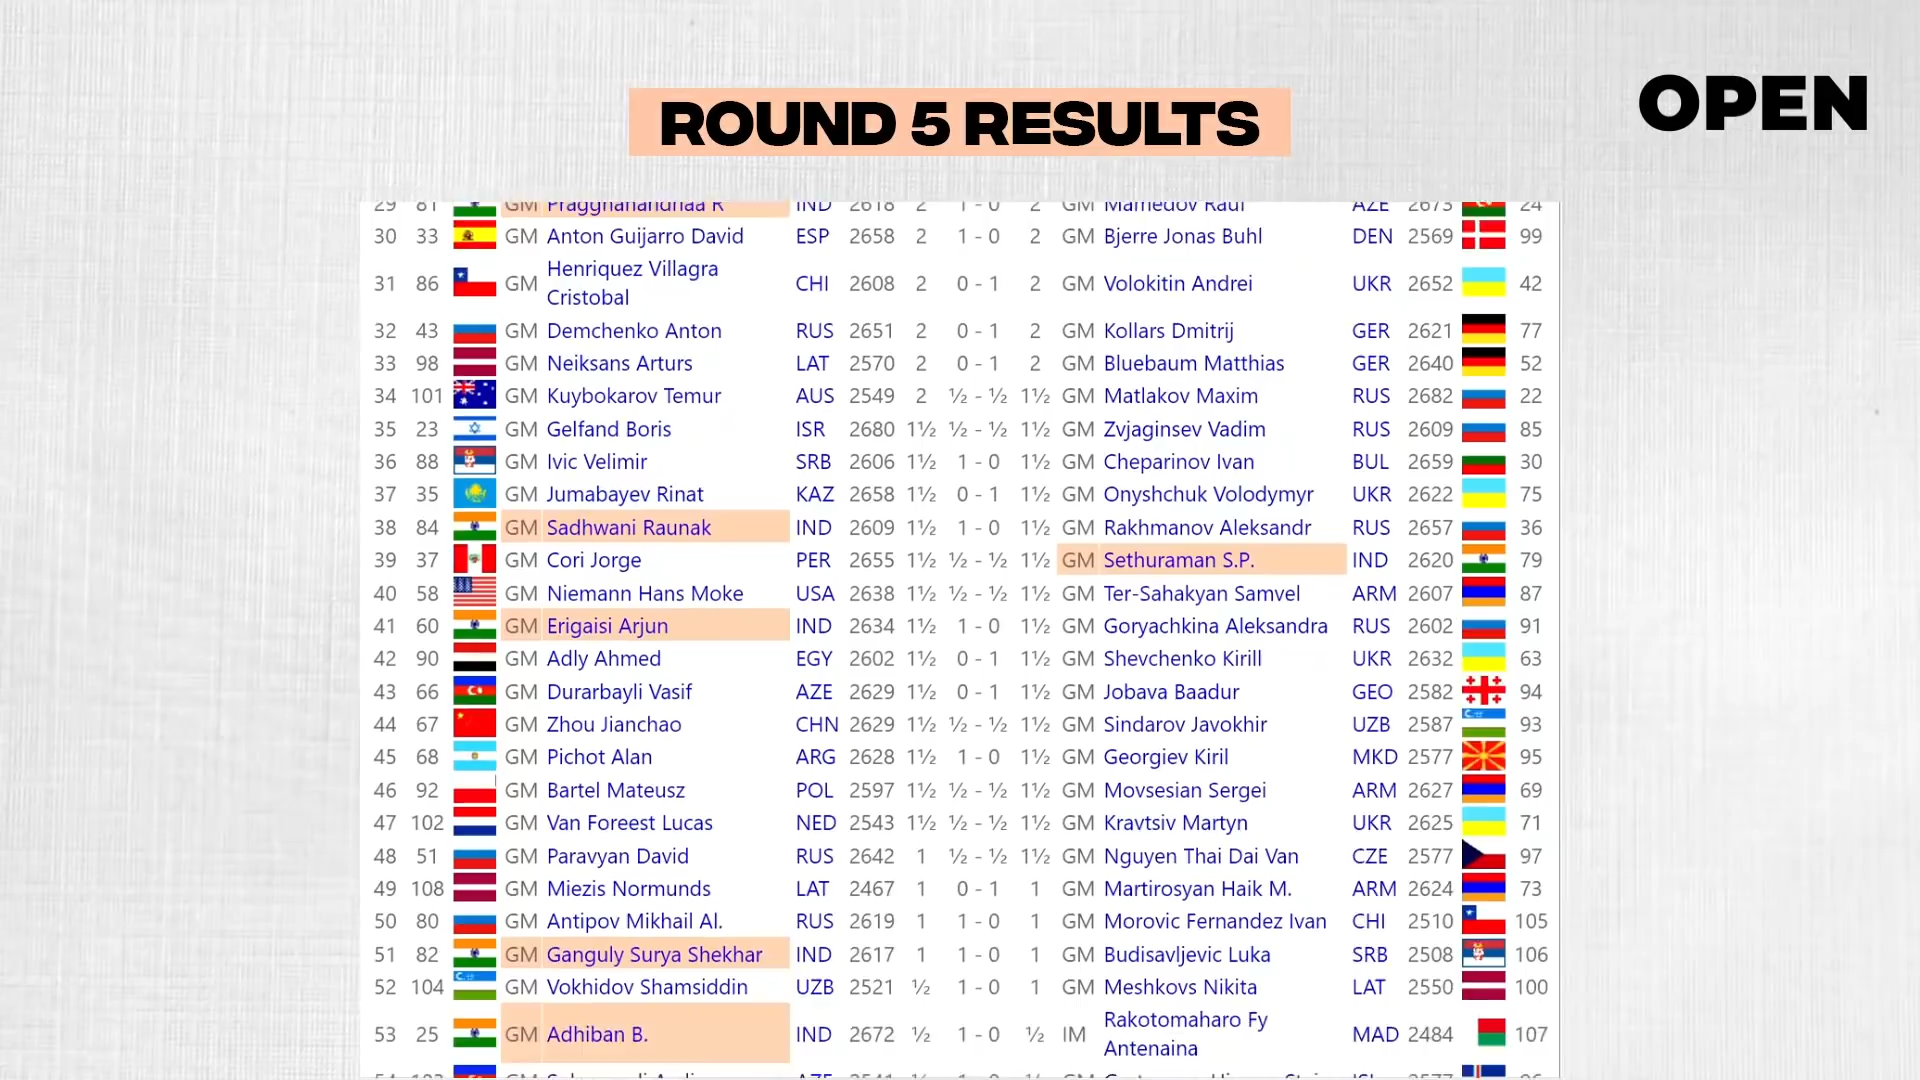 OPEN
ROUND 5 RESULTS
29 81 GM Praggnanandhaa R IND 2618 2 1 - 0 2 GM Mamedov Rauf AZE 2673 24
30 33 GM Anton Guijarro David ESP 2658 2 1 - 0 2 GM Bjerre Jonas Buhl DEN 2569 99
31 86 GM Henriquez Villagra Cristobal CHI 2608 2 0 - 1 2 GM Volokitin Andrei UKR 2652 42
32 43 GM Demchenko Anton RUS 2651 2 0 - 1 2 GM Kollars Dmitrij GER 2621 77
33 98 GM Neiksans Arturs LAT 2570 2 0 - 1 2 GM Bluebaum Matthias GER 2640 52
34 101 GM Kuybokarov Temur AUS 2549 2 ½ - ½ 1½ GM Matlakov Maxim RUS 2682 22
35 23 GM Gelfand Boris ISR 2680 1½ ½ - ½ 1½ GM Zvjaginsev Vadim RUS 2609 85
36 88 GM Ivic Velimir SRB 2606 1½ 1 - 0 1½ GM Cheparinov Ivan BUL 2659 30
37 35 GM Jumabayev Rinat KAZ 2658 1½ 0 - 1 1½ GM Onyshchuk Volodymyr UKR 2622 75
38 84 GM Sadhwani Raunak IND 2609 1½ 1 - 0 1½ GM Rakhmanov Aleksandr RUS 2657 36
39 37 GM Cori Jorge PER 2655 1½ ½ - ½ 1½ GM Sethuraman S.P. IND 2620 79
40 58 GM Niemann Hans Moke USA 2638 1½ ½ - ½ 1½ GM Ter-Sahakyan Samvel ARM 2607 87
41 60 GM Erigaisi Arjun IND 2634 1½ 1 - 0 1½ GM Goryachkina Aleksandra RUS 2602 91
42 90 GM Adly Ahmed EGY 2602 1½ 0 - 1 1½ GM Shevchenko Kirill UKR 2632 63
43 66 GM Durarbayli Vasif AZE 2629 1½ 0 - 1 1½ GM Jobava Baadur GEO 2582 94
44 67 GM Zhou Jianchao CHN 2629 1½ ½ - ½ 1½ GM Sindarov Javokhir UZB 2587 93
45 68 GM Pichot Alan ARG 2628 1½ 1 - 0 1½ GM Georgiev Kiril MKD 2577 95
46 92 GM Bartel Mateusz POL 2597 1½ ½ - ½ 1½ GM Movsesian Sergei ARM 2627 69
47 102 GM Van Foreest Lucas NED 2543 1½ ½ - ½ 1½ GM Kravtsiv Martyn UKR 2625 71
48 51 GM Paravyan David RUS 2642 1 ½ - ½ 1½ GM Nguyen Thai Dai Van CZE 2577 97
49 108 GM Miezis Normunds LAT 2467 1 0 - 1 1 GM Martirosyan Haik M. ARM 2624 73
50 80 GM Antipov Mikhail Al. RUS 2619 1 1 - 0 1 GM Morovic Fernandez Ivan CHI 2510 105
51 82 GM Ganguly Surya Shekhar IND 2617 1 1 - 0 1 GM Budisavljevic Luka SRB 2508 106
52 104 GM Vokhidov Shamsiddin UZB 2521 ½ 1 - 0 1 GM Meshkovs Nikita LAT 2550 100
53 25 GM Adhiban B. IND 2672 ½ 1 - 0 ½ IM Rakotomaharo Fy Antenaina MAD 2484 107